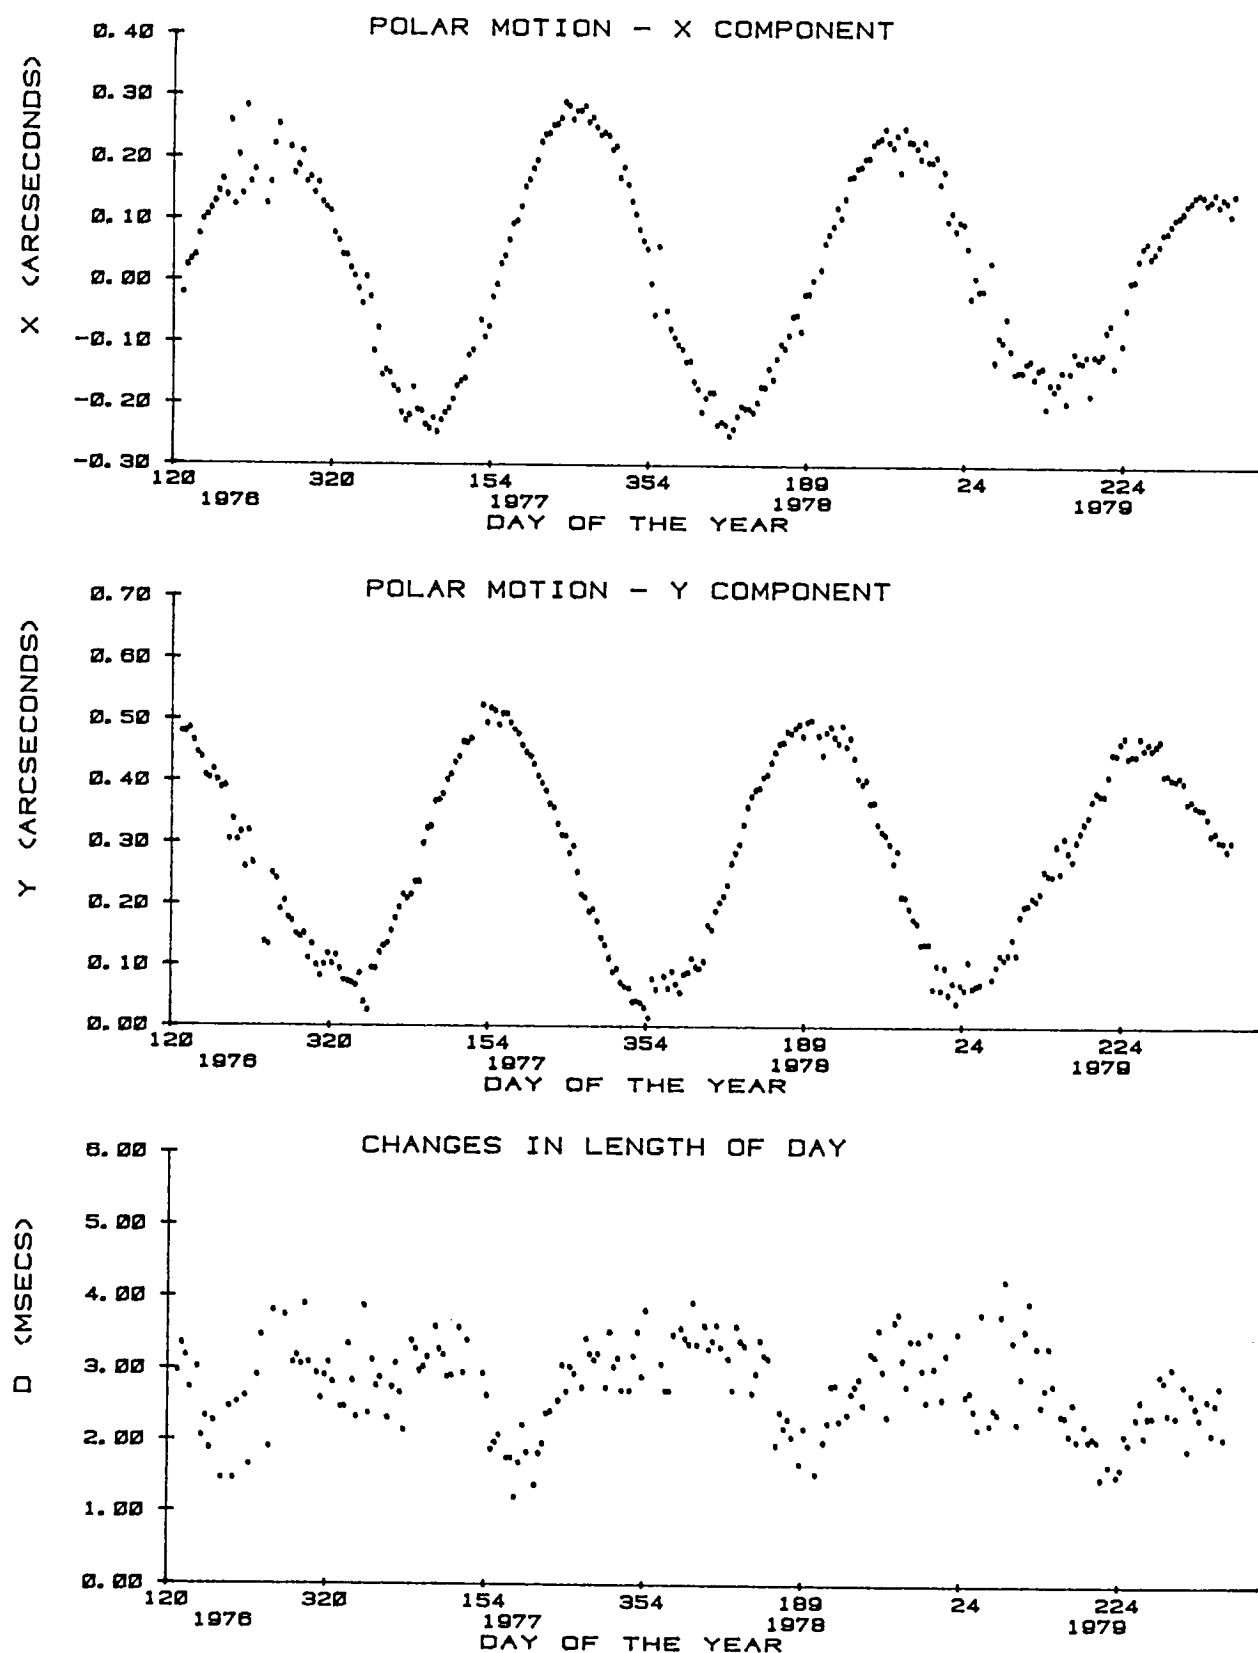 POLAR MOTION - X COMPONENT
0.40
0.30
0.20
0.10
0.00
-0.10
-0.20
-0.30
X (ARCSECONDS)
120 320 154 354 189 24 224
1976 1977 1978 1979
DAY OF THE YEAR
POLAR MOTION - Y COMPONENT
0.70
0.60
0.50
0.40
0.30
0.20
0.10
0.00
Y (ARCSECONDS)
120 320 154 354 189 24 224
1976 1977 1978 1979
DAY OF THE YEAR
CHANGES IN LENGTH OF DAY
6.00
5.00
4.00
3.00
2.00
1.00
0.00
D (MSECS)
120 320 154 354 189 24 224
1976 1977 1978 1979
DAY OF THE YEAR